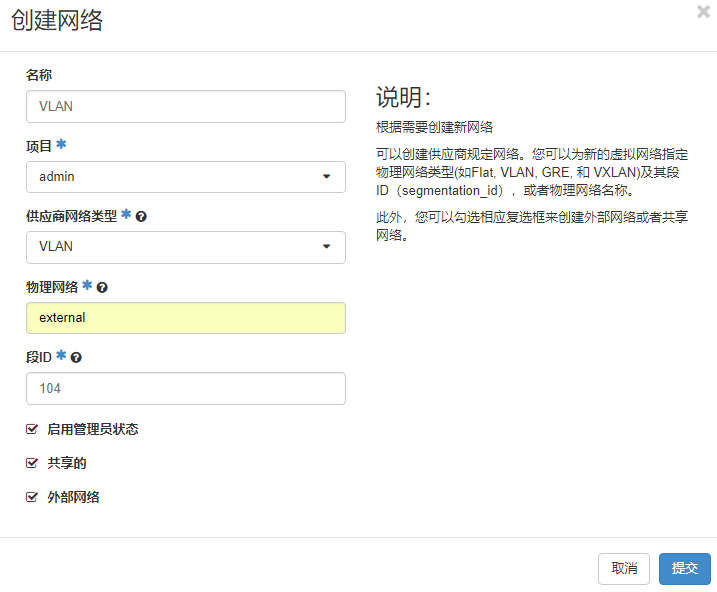 创建网络
×
名称
VLAN
项目 *
admin
供应商网络类型 * ?
VLAN
物理网络 * ?
external
段ID * ?
104
启用管理员状态
共享的
外部网络
说明：
根据需要创建新网络
可以创建供应商规定网络。您可以为新的虚拟网络指定
物理网络类型(如Flat, VLAN, GRE, 和 VXLAN)及其段
ID（segmentation_id），或者物理网络名称。
此外，您可以勾选相应复选框来创建外部网络或者共享
网络。
取消
提交